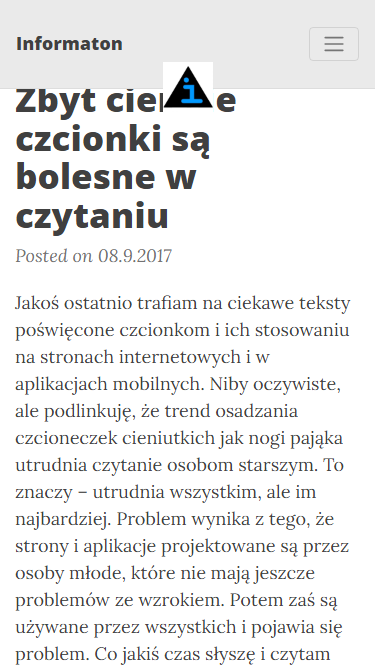 Informaton
i
Zbyt cie e
czcionki są
bolesne w
czytaniu
Posted on 08.9.2017
Jakoś ostatnio trafiam na ciekawe teksty
poświęcone czcionkom i ich stosowaniu
na stronach internetowych i w
aplikacjach mobilnych. Niby oczywiste,
ale podlinkuję, że trend osadzania
czcioneczek cieniutkich jak nogi pająka
utrudnia czytanie osobom starszym. To
znaczy – utrudnia wszystkim, ale im
najbardziej. Problem wynika z tego, że
strony i aplikacje projektowane są przez
osoby młode, które nie mają jeszcze
problemów ze wzrokiem. Potem zaś są
używane przez wszystkich i pojawia się
problem. Co jakiś czas słyszę i czytam